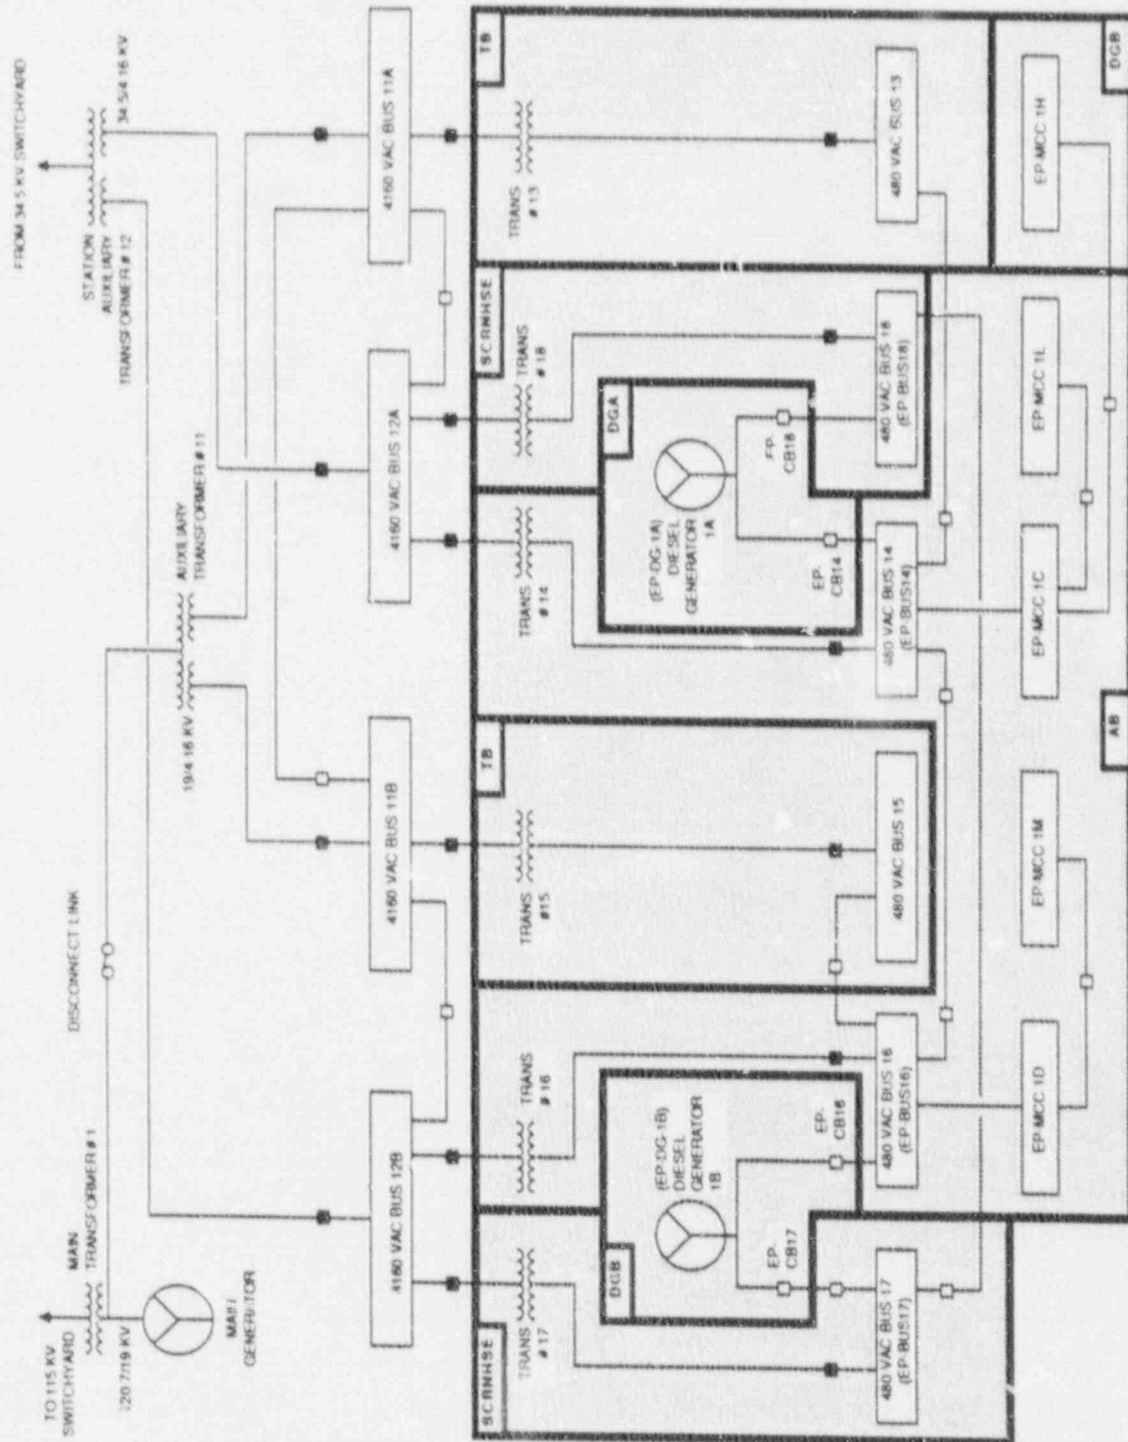 TO 115 KV
SWITCHYARD
MAIN
TRANSFORMER #1
120 7/19 KV
MAIN
GENERATOR
DISCONNECT LINK
19/4 16 KV
AUXILIARY
TRANSFORMER #11
FROM 34 5 KV SWITCHYARD
STATION
AUXILIARY
TRANSFORMER #12
34 5/4 16 KV
4160 VAC BUS 12B
4160 VAC BUS 11B
4160 VAC BUS 12A
4160 VAC BUS 11A
SCRNHSE
TRANS
#17
TRANS
#16
TB
TRANS
#15
TRANS
#14
SCRNHSE
TRANS
#18
TRANS
#13
TB
DGB
(EP-DG-1B)
DIESEL
GENERATOR
1B
EP-
CB17
EP-
CB16
DGA
(EP-DG-1A)
DIESEL
GENERATOR
1A
EP-
CB14
EP-
CB18
480 VAC BUS 17
(EP-BUS17)
480 VAC BUS 16
(EP-BUS16)
480 VAC BUS 15
480 VAC BUS 14
(EP-BUS14)
480 VAC BUS 18
(EP-BUS18)
480 VAC BUS 13
EP-MCC 1D
EP-MCC 1M
EP-MCC 1C
EP-MCC 1L
EP-MCC 1H
AB
DGB